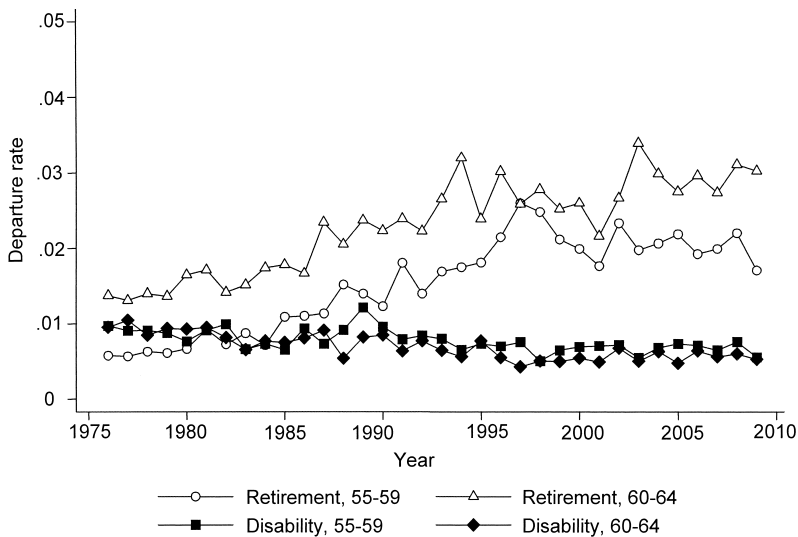 .05
.04
.03
.02
.01
0
Departure rate
1975 1980 1985 1990 1995 2000 2005 2010
Year
Retirement, 55-59 Retirement, 60-64
Disability, 55-59 Disability, 60-64